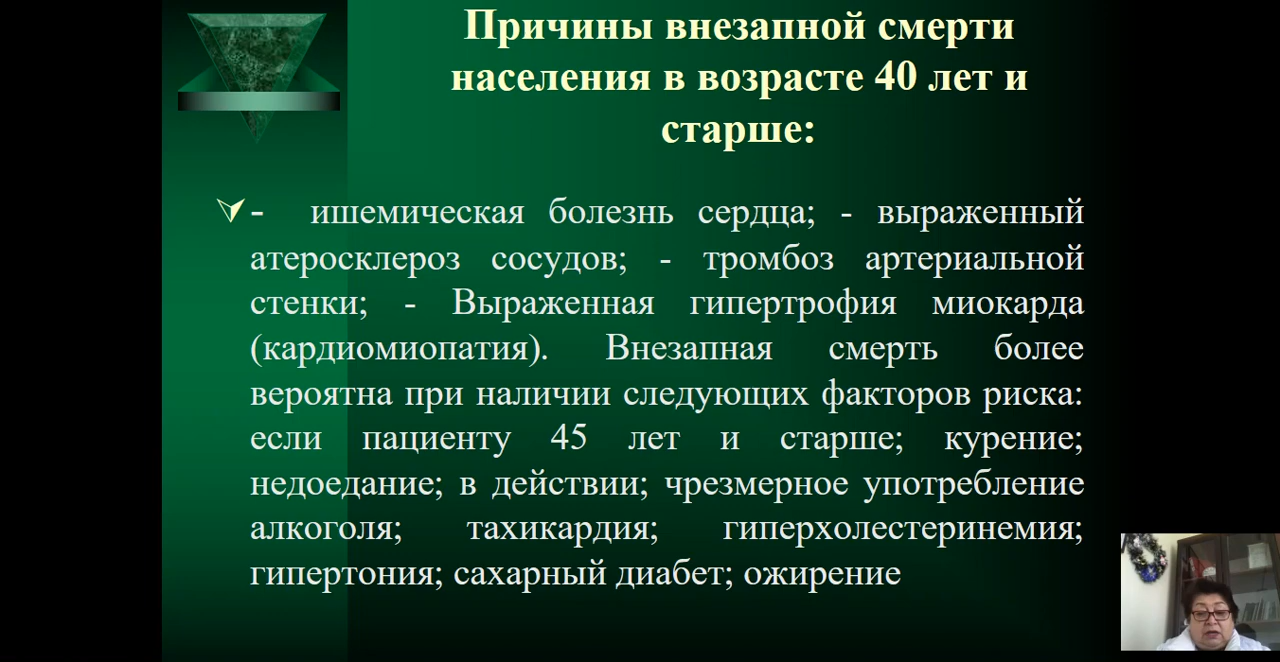 Причины внезапной смерти
населения в возрасте 40 лет и
старше:
- ишемическая болезнь сердца; - выраженный
атеросклероз сосудов; - тромбоз артериальной
стенки; - Выраженная гипертрофия миокарда
(кардиомиопатия). Внезапная смерть более
вероятна при наличии следующих факторов риска:
если пациенту 45 лет и старше; курение;
недоедание; в действии; чрезмерное употребление
алкоголя; тахикардия; гиперхолестеринемия;
гипертония; сахарный диабет; ожирение